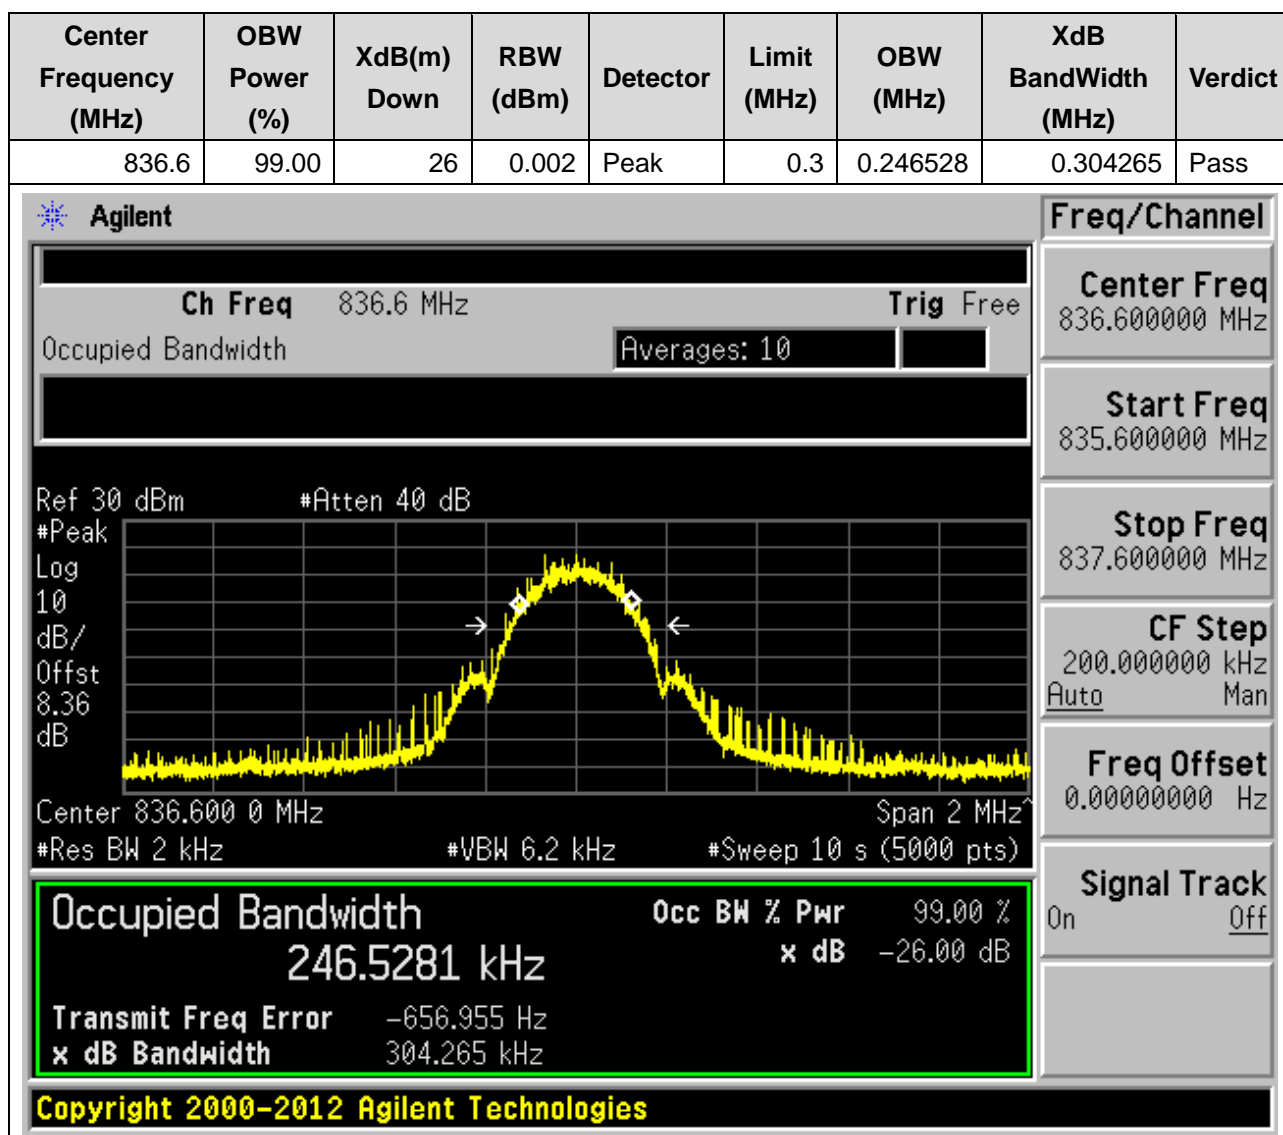 Center Frequency (MHz) OBW Power (%) XdB(m) Down RBW (dBm) Detector Limit (MHz) OBW (MHz) XdB BandWidth (MHz) Verdict
836.6 99.00 26 0.002 Peak 0.3 0.246528 0.304265 Pass
Agilent
Ch Freq 836.6 MHz Trig Free
Occupied Bandwidth Averages: 10
Ref 30 dBm #Atten 40 dB
#Peak
Log
10
dB/
Offst
8.36
dB
Center 836.600 0 MHz Span 2 MHz^
#Res BW 2 kHz #VBW 6.2 kHz #Sweep 10 s (5000 pts)
Occupied Bandwidth Occ BW % Pwr 99.00 %
246.5281 kHz x dB -26.00 dB
Transmit Freq Error -656.955 Hz
x dB Bandwidth 304.265 kHz
Copyright 2000-2012 Agilent Technologies
Freq/Channel
Center Freq
836.600000 MHz
Start Freq
835.600000 MHz
Stop Freq
837.600000 MHz
CF Step
200.000000 kHz
Auto Man
Freq Offset
0.00000000 Hz
Signal Track
On Off